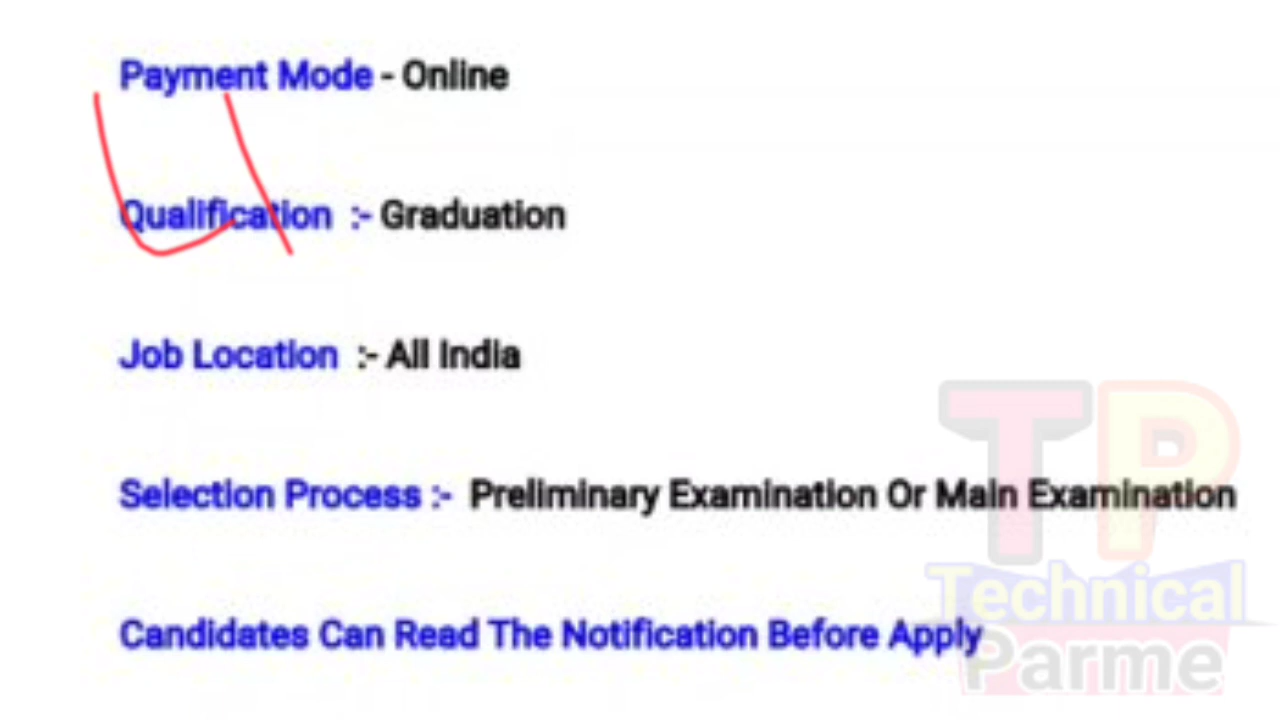 Payment Mode - Online
Qualification :- Graduation
Job Location :- All India
Selection Process :- Preliminary Examination Or Main Examination
Candidates Can Read The Notification Before Apply
TP
Technical
Parme